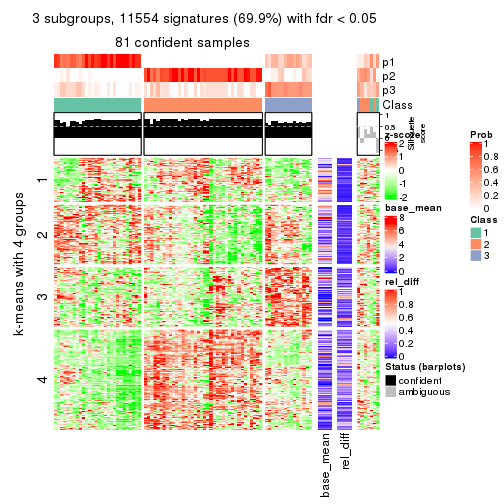 3 subgroups, 11554 signatures (69.9%) with fdr < 0.05
81 confident samples
p1
p2
p3
Class
1
0.5
0
Silhouette
score
k-means with 4 groups
1
2
3
4
base_mean
rel_diff
z-score
2
1
0
-1
-2
base_mean
8
6
4
2
0
rel_diff
1
0.8
0.6
0.4
0.2
0
Status (barplots)
confident
ambiguous
Prob
1
0.8
0.6
0.4
0.2
0
Class
1
2
3